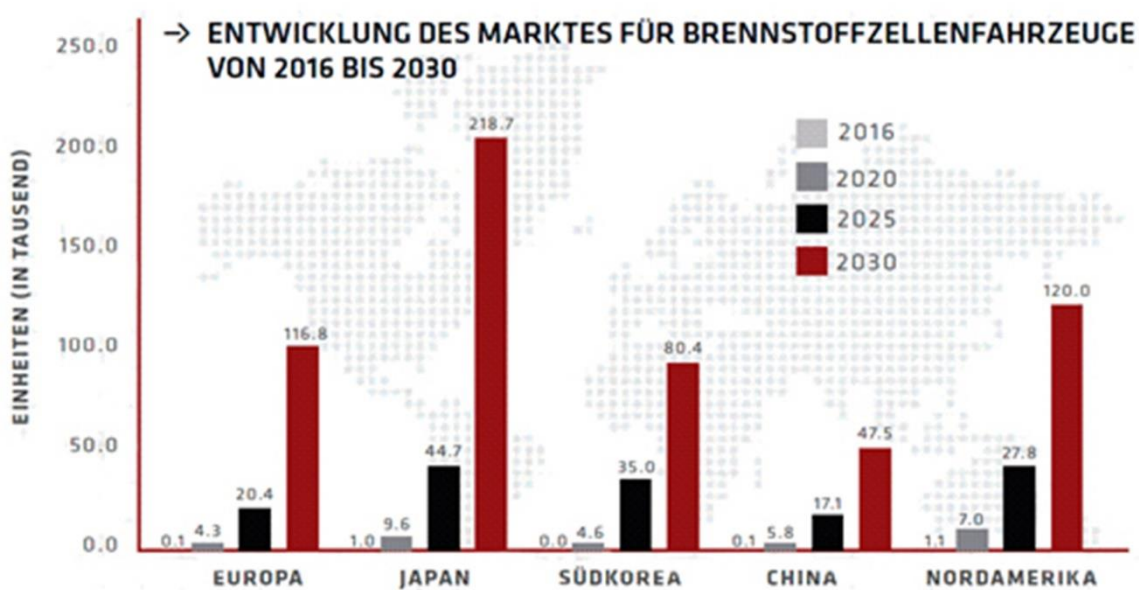 → ENTWICKLUNG DES MARKTES FÜR BRENNSTOFFZELLENFAHRZEUGE
VON 2016 BIS 2030
EINHEITEN (IN TAUSEND)
250.0
200.0
150.0
100.0
50.0
0.0
2016
2020
2025
2030
0.1 4.3 20.4 116.8
1.0 9.6 44.7 218.7
0.0 4.6 35.0 80.4
0.1 5.8 17.1 47.5
1.1 7.0 27.8 120.0
EUROPA JAPAN SÜDKOREA CHINA NORDAMERIKA